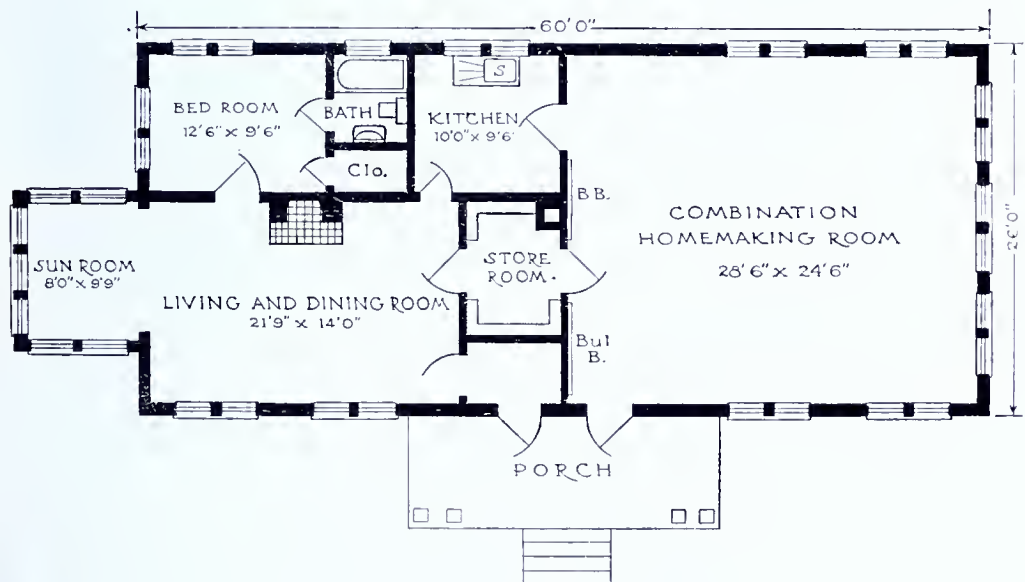 60'0"
BED ROOM
12'6" x 9'6"
BATH
S
KITCHEN
10'0" x 9'6"
Clo.
BB.
COMBINATION
HOMEMAKING ROOM
28'6" x 24'6"
26'0"
SUN ROOM
8'0" x 9'9"
STORE
ROOM
LIVING AND DINING ROOM
21'9" x 14'0"
Bul
B.
PORCH